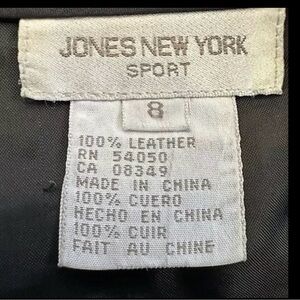 JONES NEW YORK
SPORT
8
100% LEATHER
RN 54050
CA 08349
MADE IN CHINA
100% CUERO
HECHO EN CHINA
100% CUIR
FAIT AU CHINE